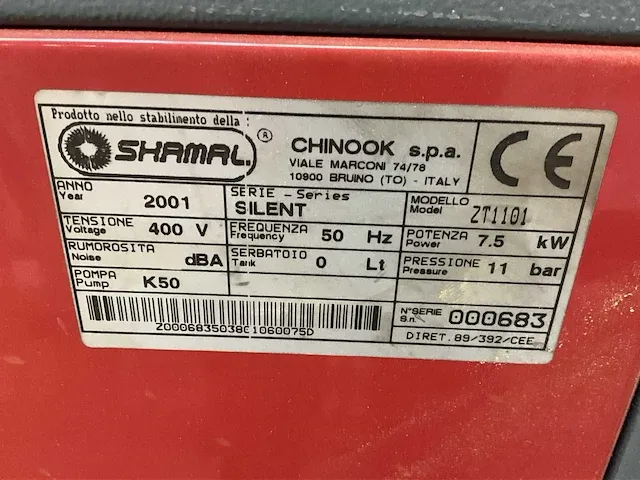 Prodotto nello stabilimento della :
SHAMAL ®
CHINOOK s.p.a.
VIALE MARCONI 74/76
10900 BRUINO (TO) - ITALY
CE
ANNO
Year
2001
SERIE - Series
SILENT
MODELLO
Model
ZT1101
TENSIONE
Voltage
400 V
FREQUENZA
Frequency
50 Hz
POTENZA
Power
7.5 kW
RUMOROSITA
Noise
dBA
SERBATOIO
Tank
0 Lt
PRESSIONE
Pressure
11 bar
POMPA
Pump
K50
N°SERIE
S.n.
000683
DIRET.89/392/CEE